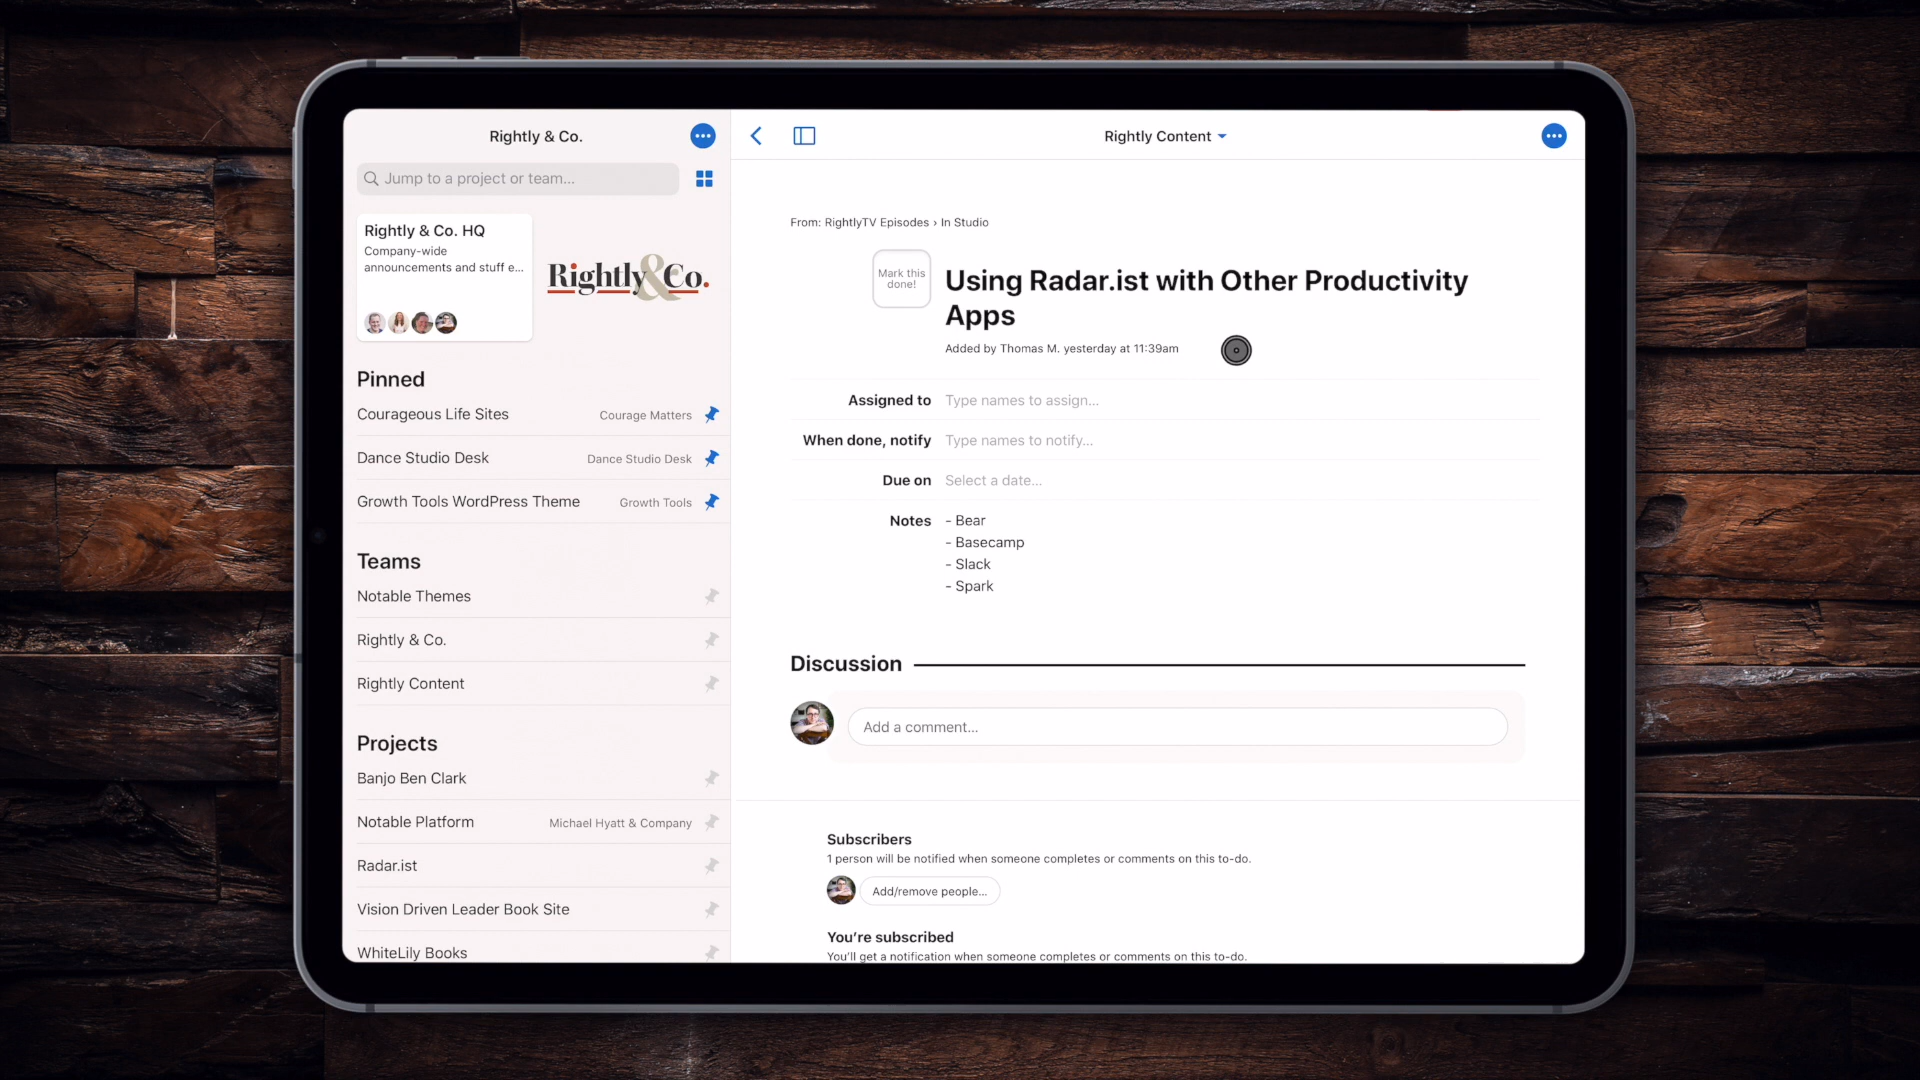 Rightly & Co.
Jump to a project or team...
Rightly & Co. HQ
Company-wide
announcements and stuff e...
Rightly&Co.
Pinned
Courageous Life Sites Courage Matters
Dance Studio Desk Dance Studio Desk
Growth Tools WordPress Theme Growth Tools
Teams
Notable Themes
Rightly & Co.
Rightly Content
Projects
Banjo Ben Clark
Notable Platform Michael Hyatt & Company
Radar.ist
Vision Driven Leader Book Site
WhiteLily Books
Rightly Content
From: RightlyTV Episodes › In Studio
Mark this
done!
Using Radar.ist with Other Productivity
Apps
Added by Thomas M. yesterday at 11:39am
Assigned to Type names to assign...
When done, notify Type names to notify...
Due on Select a date...
Notes - Bear
- Basecamp
- Slack
- Spark
Discussion
Add a comment...
Subscribers
1 person will be notified when someone completes or comments on this to-do.
Add/remove people...
You're subscribed
You'll get a notification when someone completes or comments on this to-do.